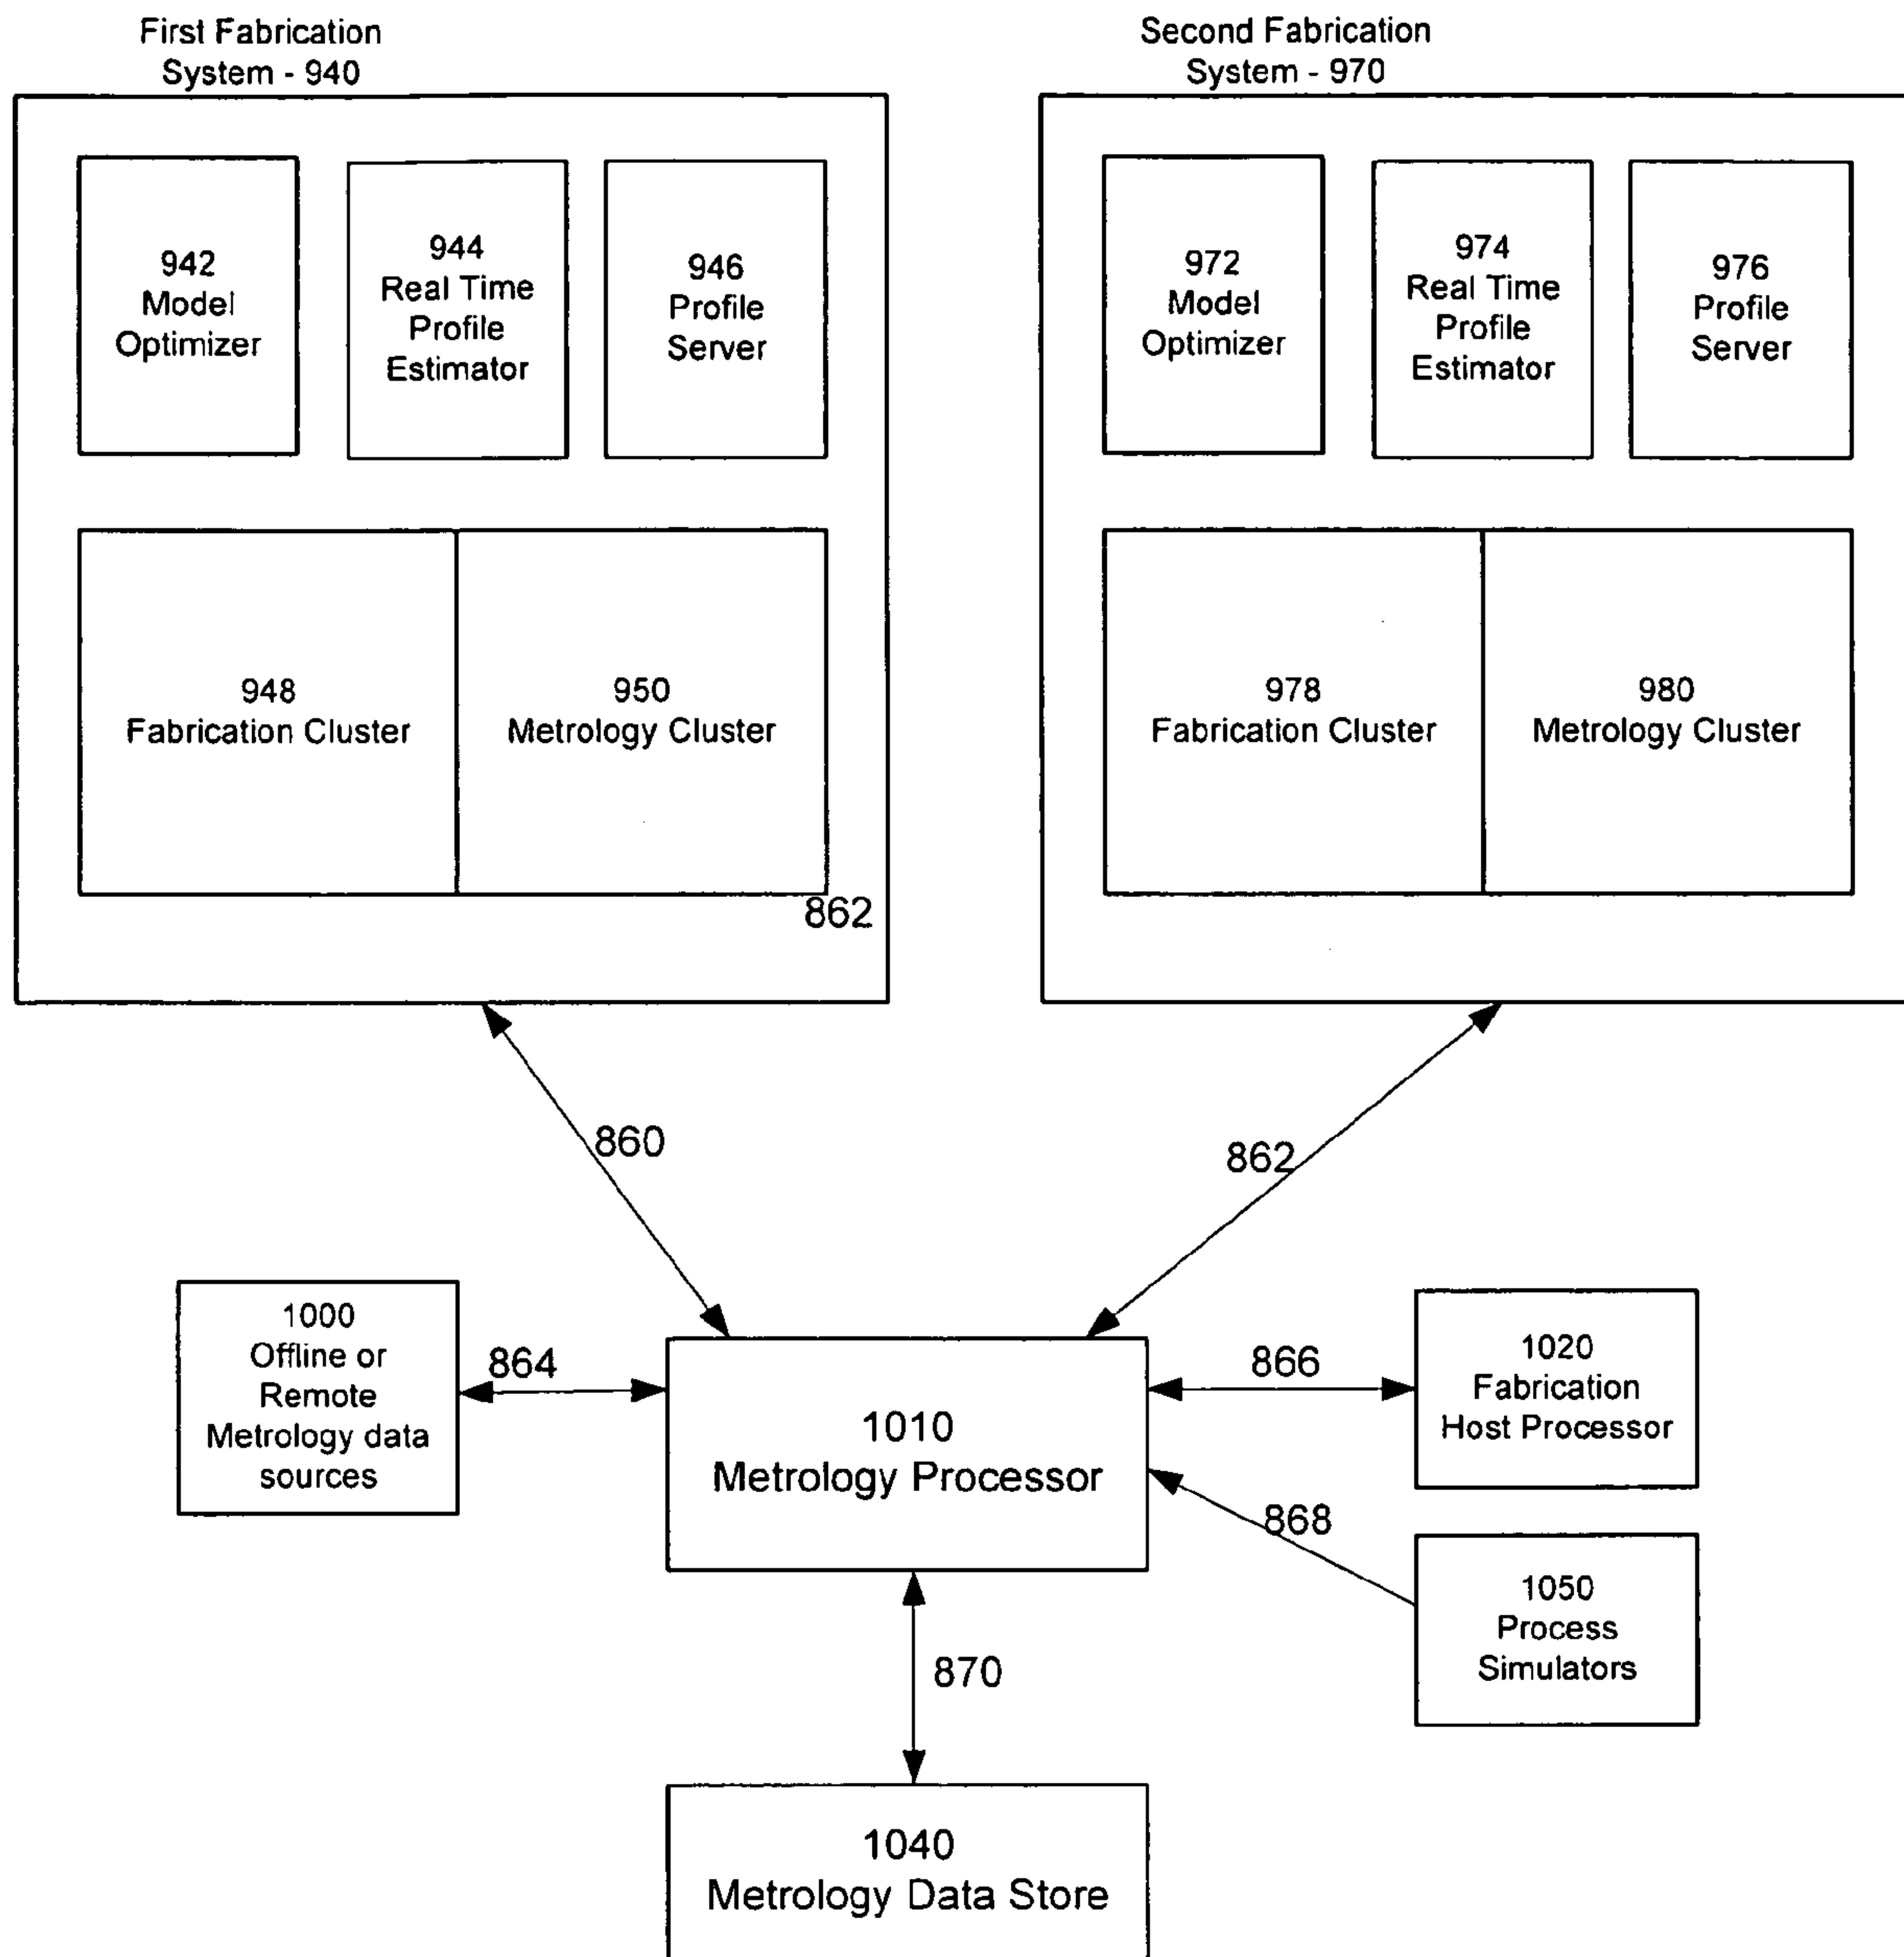 First Fabrication
System - 940
Second Fabrication
System - 970
942
Model
Optimizer
944
Real Time
Profile
Estimator
946
Profile
Server
972
Model
Optimizer
974
Real Time
Profile
Estimator
976
Profile
Server
948
Fabrication Cluster
950
Metrology Cluster
862
978
Fabrication Cluster
980
Metrology Cluster
860
862
1000
Offline or
Remote
Metrology data
sources
864
1010
Metrology Processor
866
1020
Fabrication
Host Processor
868
1050
Process
Simulators
870
1040
Metrology Data Store